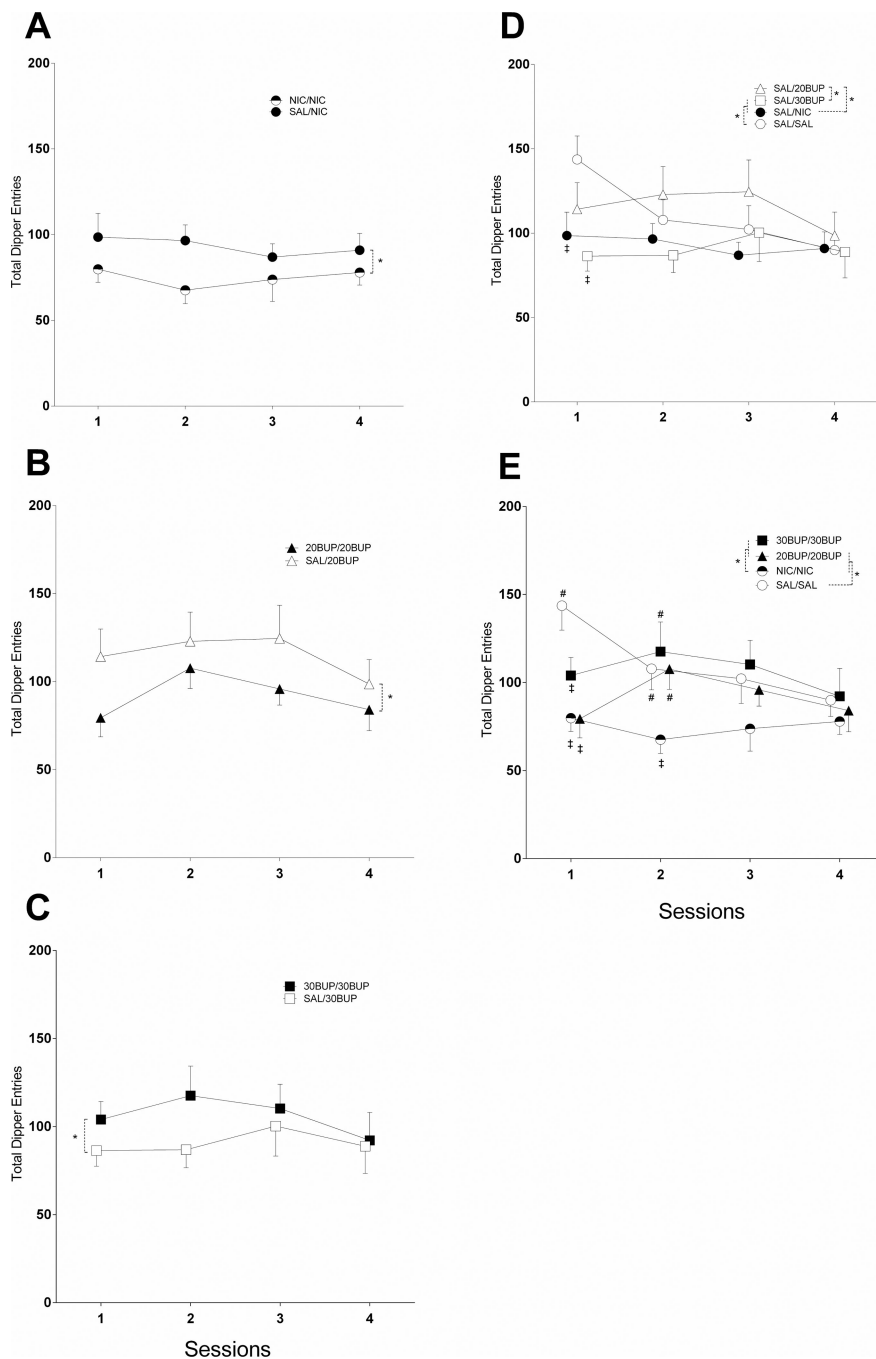 A
Total Dipper Entries
200
150
100
50
0
NIC/NIC
SAL/NIC
*
1 2 3 4
B
Total Dipper Entries
200
150
100
50
0
20BUP/20BUP
SAL/20BUP
*
1 2 3 4
C
Total Dipper Entries
200
150
100
50
0
30BUP/30BUP
SAL/30BUP
*
1 2 3 4
Sessions
D
Total Dipper Entries
200
150
100
50
0
SAL/20BUP
SAL/30BUP
SAL/NIC
SAL/SAL
* * *
‡
‡
1 2 3 4
E
Total Dipper Entries
200
150
100
50
0
30BUP/30BUP
20BUP/20BUP
NIC/NIC
SAL/SAL
* *
# #
‡ # #
‡ ‡ ‡
1 2 3 4
Sessions